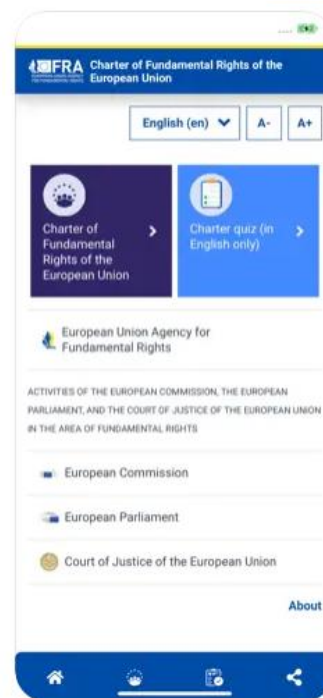 FRA
Charter of Fundamental Rights of the
European Union
English (en)
A-
A+
Charter of
Fundamental
Rights of the
European Union
Charter quiz (in
English only)
European Union Agency for
Fundamental Rights
ACTIVITIES OF THE EUROPEAN COMMISSION, THE EUROPEAN
PARLIAMENT, AND THE COURT OF JUSTICE OF THE EUROPEAN UNION
IN THE AREA OF FUNDAMENTAL RIGHTS
European Commission
European Parliament
Court of Justice of the European Union
About